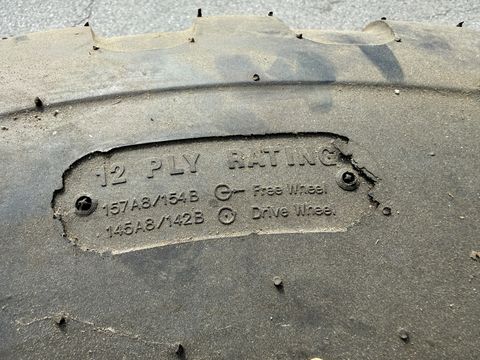 12 PLY RATING
157A8/154B Free Wheel
145A8/142B Drive Wheel